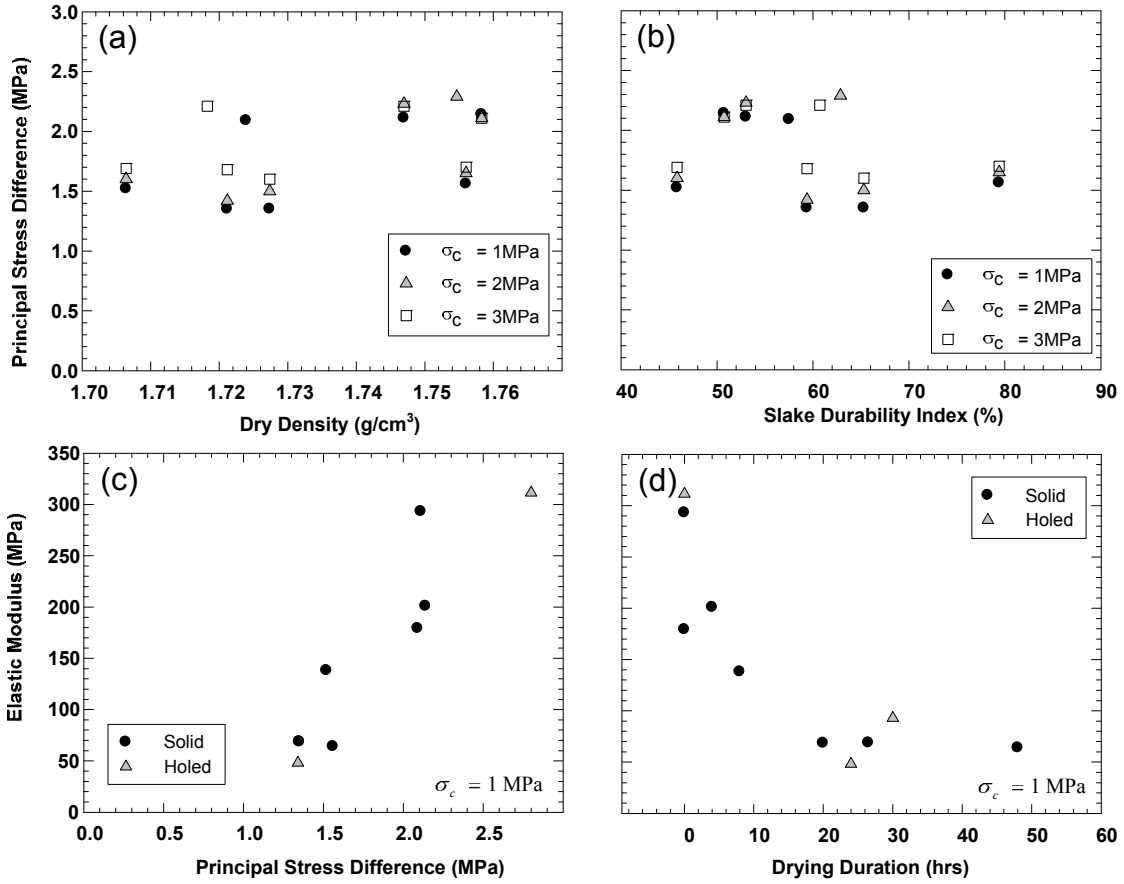 (a)
3.0
2.5
2.0
1.5
1.0
0.5
0.0
Principal Stress Difference (MPa)
σc = 1MPa
σc = 2MPa
σc = 3MPa
1.70 1.71 1.72 1.73 1.74 1.75 1.76
Dry Density (g/cm³)
(b)
σc = 1MPa
σc = 2MPa
σc = 3MPa
40 50 60 70 80 90
Slake Durability Index (%)
(c)
350
300
250
200
150
100
50
0
Elastic Modulus (MPa)
Solid
Holed
σc = 1 MPa
0.0 0.5 1.0 1.5 2.0 2.5
Principal Stress Difference (MPa)
(d)
Solid
Holed
σc = 1 MPa
0 10 20 30 40 50 60
Drying Duration (hrs)